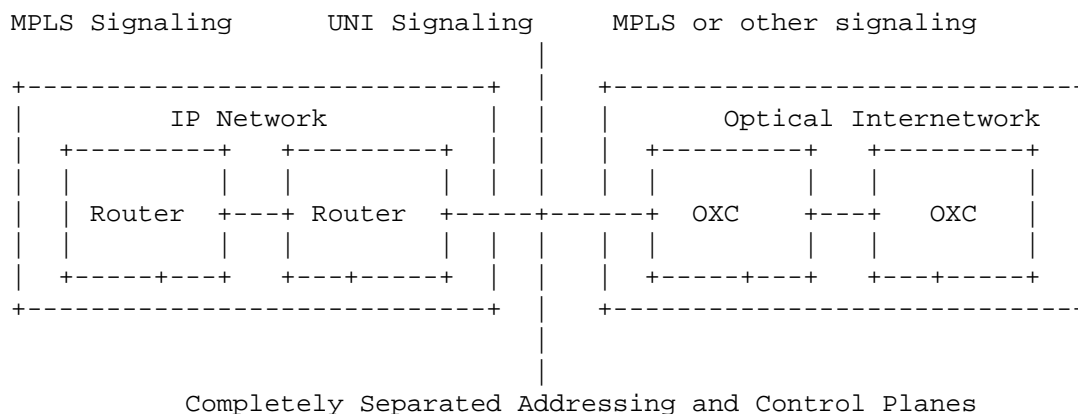 MPLS Signaling UNI Signaling MPLS or other signaling
IP Network Optical Internetwork
Router Router OXC OXC
Completely Separated Addressing and Control Planes